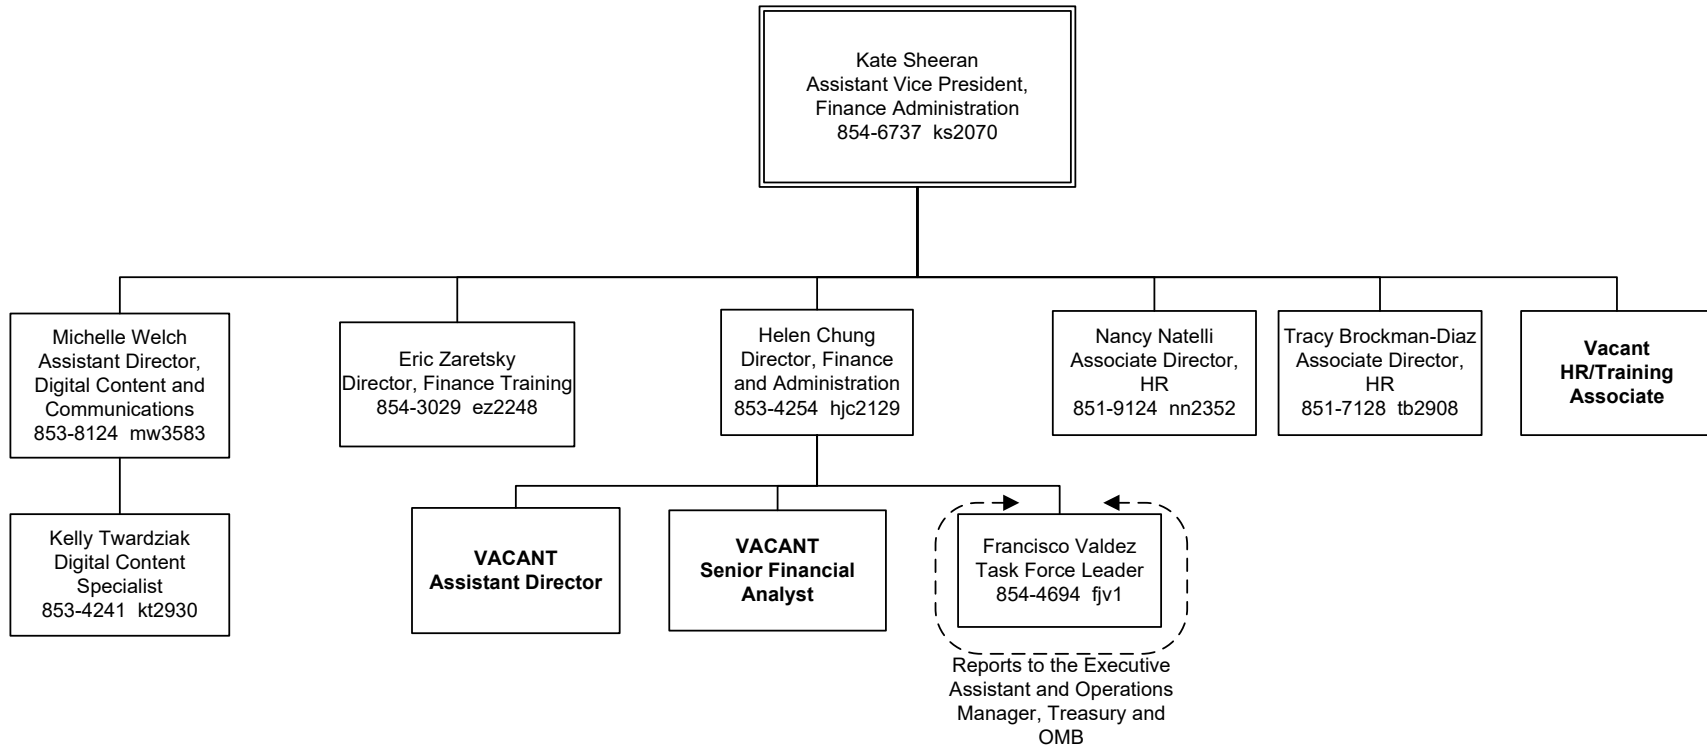 Kate Sheeran
Assistant Vice President,
Finance Administration
854-6737  ks2070
Michelle Welch
Assistant Director,
Digital Content and
Communications
853-8124  mw3583
Eric Zaretsky
Director, Finance Training
854-3029  ez2248
Helen Chung
Director, Finance
and Administration
853-4254  hjc2129
Nancy Natelli
Associate Director,
HR
851-9124  nn2352
Tracy Brockman-Diaz
Associate Director,
HR
851-7128  tb2908
Vacant
HR/Training
Associate
Kelly Twardziak
Digital Content
Specialist
853-4241  kt2930
VACANT
Assistant Director
VACANT
Senior Financial
Analyst
Francisco Valdez
Task Force Leader
854-4694  fjv1
Reports to the Executive
Assistant and Operations
Manager, Treasury and
OMB